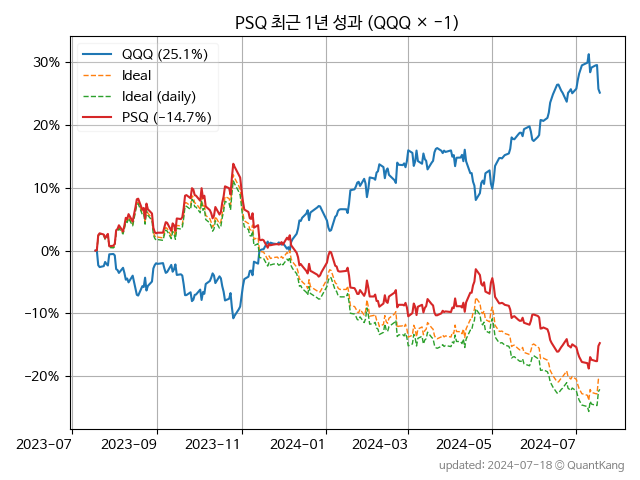 PSQ 최근 1년 성과 (QQQ × −1)
QQQ (25.1%)
Ideal
Ideal (daily)
PSQ (−14.7%)
30%
20%
10%
0%
−10%
−20%
2023-07 2023-09 2023-11 2024-01 2024-03 2024-05 2024-07
updated: 2024-07-18 © QuantKang